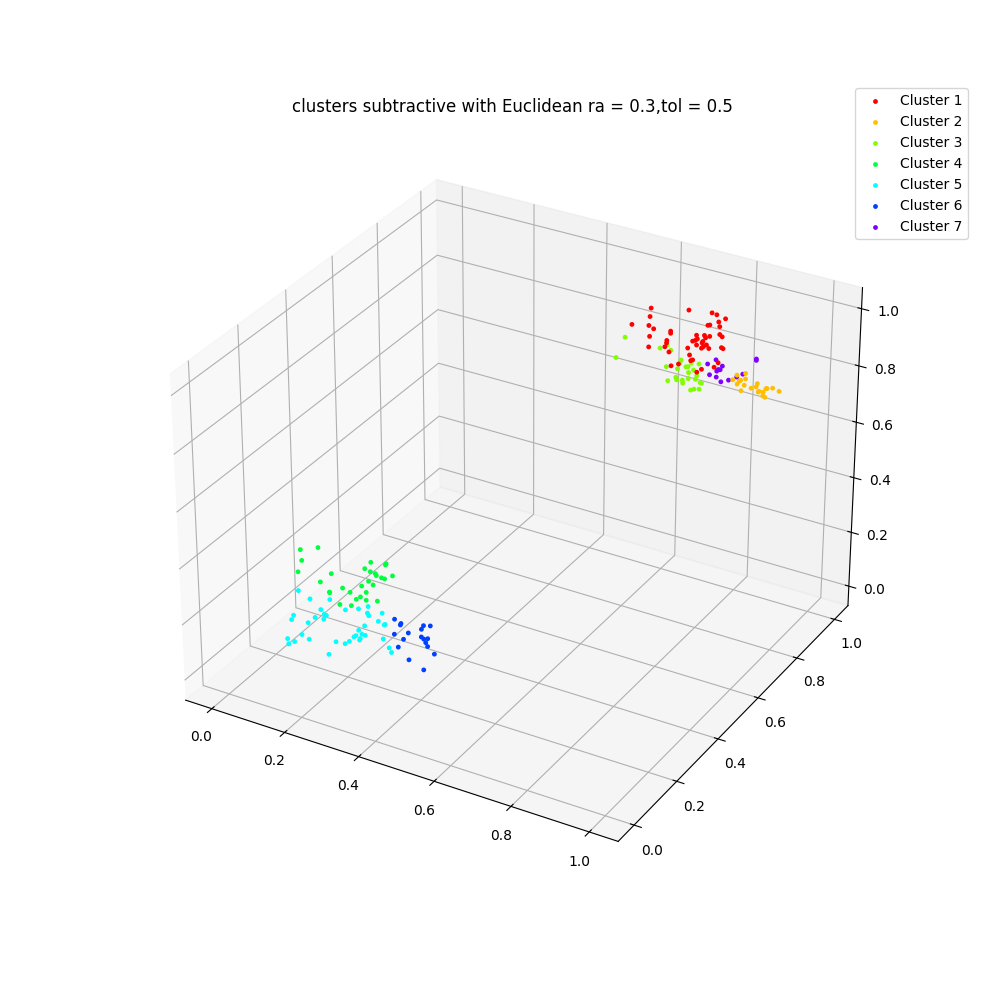 clusters subtractive with Euclidean ra = 0.3,tol = 0.5
Cluster 1
Cluster 2
Cluster 3
Cluster 4
Cluster 5
Cluster 6
Cluster 7
1.0
0.8
0.6
0.4
0.2
0.0
1.0
0.8
0.6
0.4
0.2
0.0
0.0
0.2
0.4
0.6
0.8
1.0